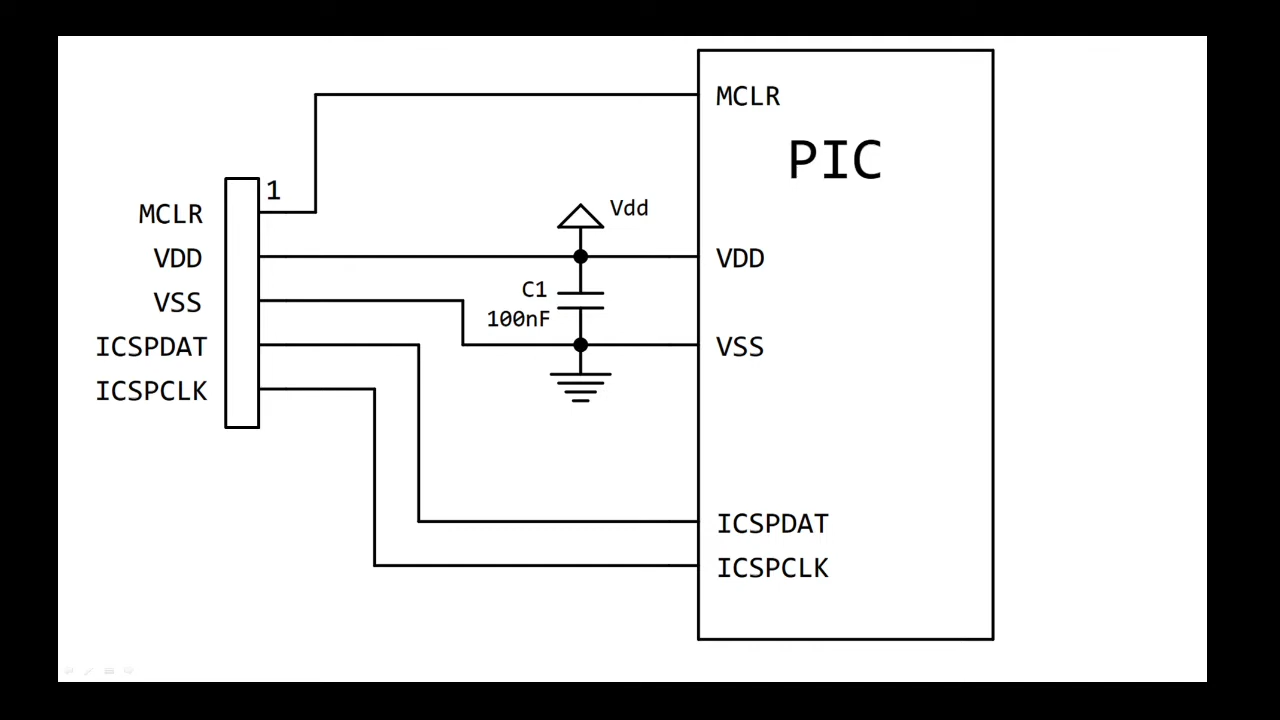 MCLR
PIC
1
MCLR
Vdd
VDD
VDD
C1
VSS
100nF
ICSPDAT
VSS
ICSPCLK
ICSPDAT
ICSPCLK